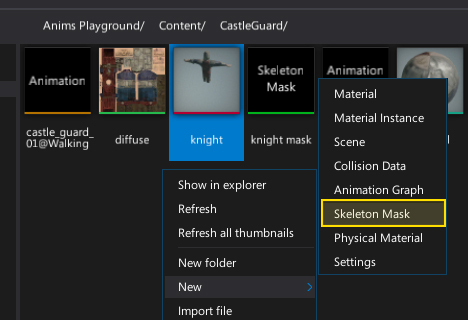 Anims Playground/ Content/ CastleGuard/
Animation
Skeleton
Mask
Animation
castle_guard_
01@Walking
diffuse
knight
knight mask
Show in explorer
Refresh
Refresh all thumbnails
New folder
New
Import file
Material
Material Instance
Scene
Collision Data
Animation Graph
Skeleton Mask
Physical Material
Settings